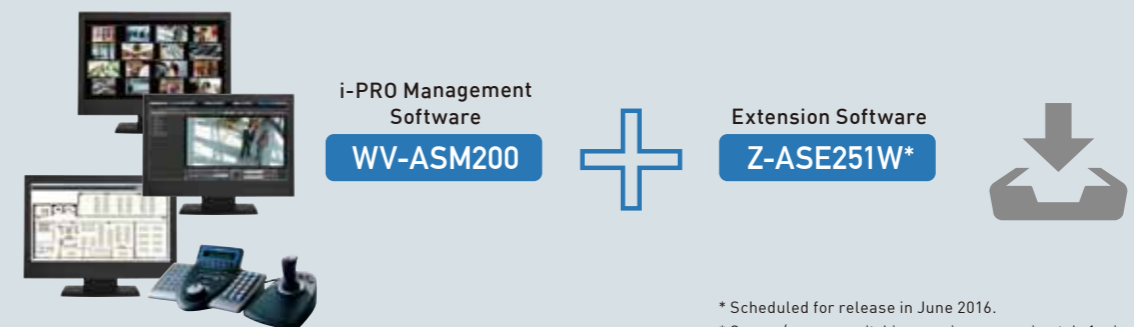 i-PRO Management
Software
WV-ASM200
Extension Software
Z-ASE251W*
* Scheduled for release in June 2016.